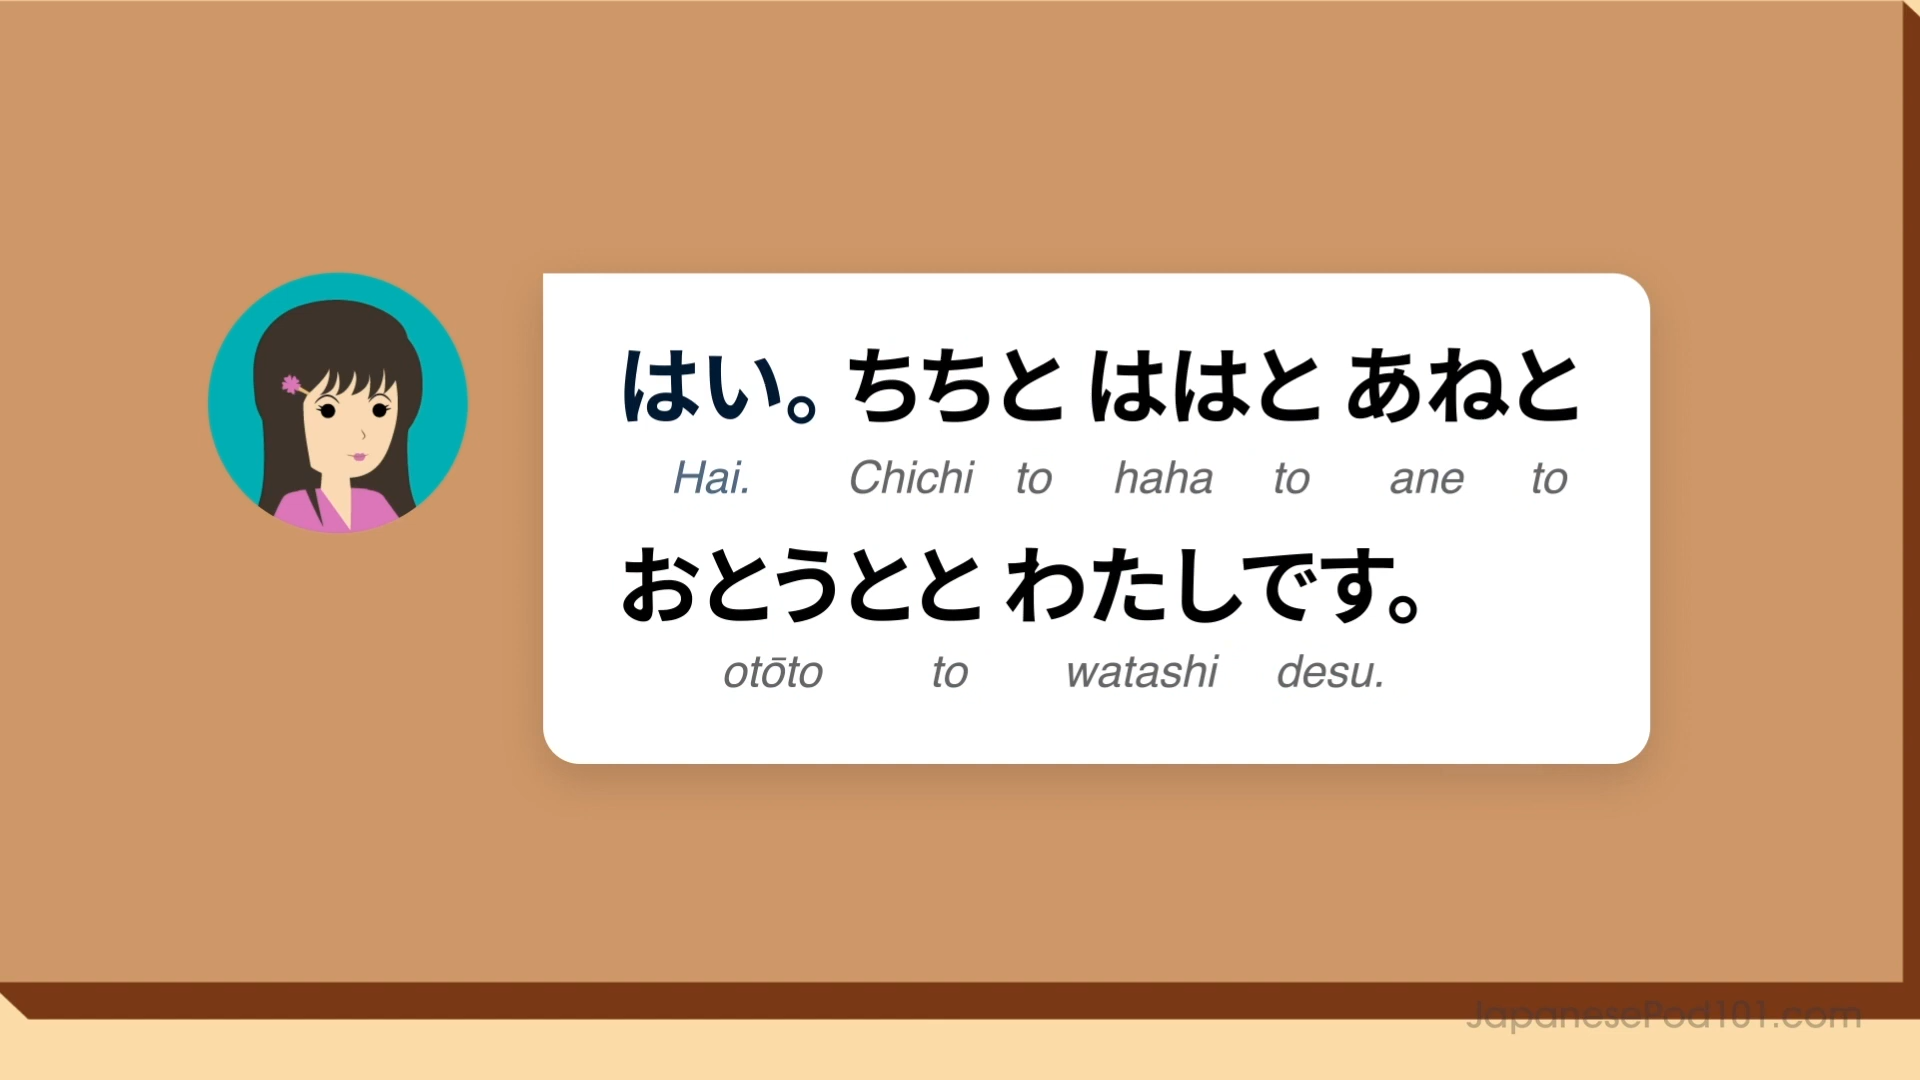 はい。ちちと ははと あねと
Hai. Chichi to haha to ane to
おとうとと わたしです。
otōto to watashi desu.
JapanesePod101.com